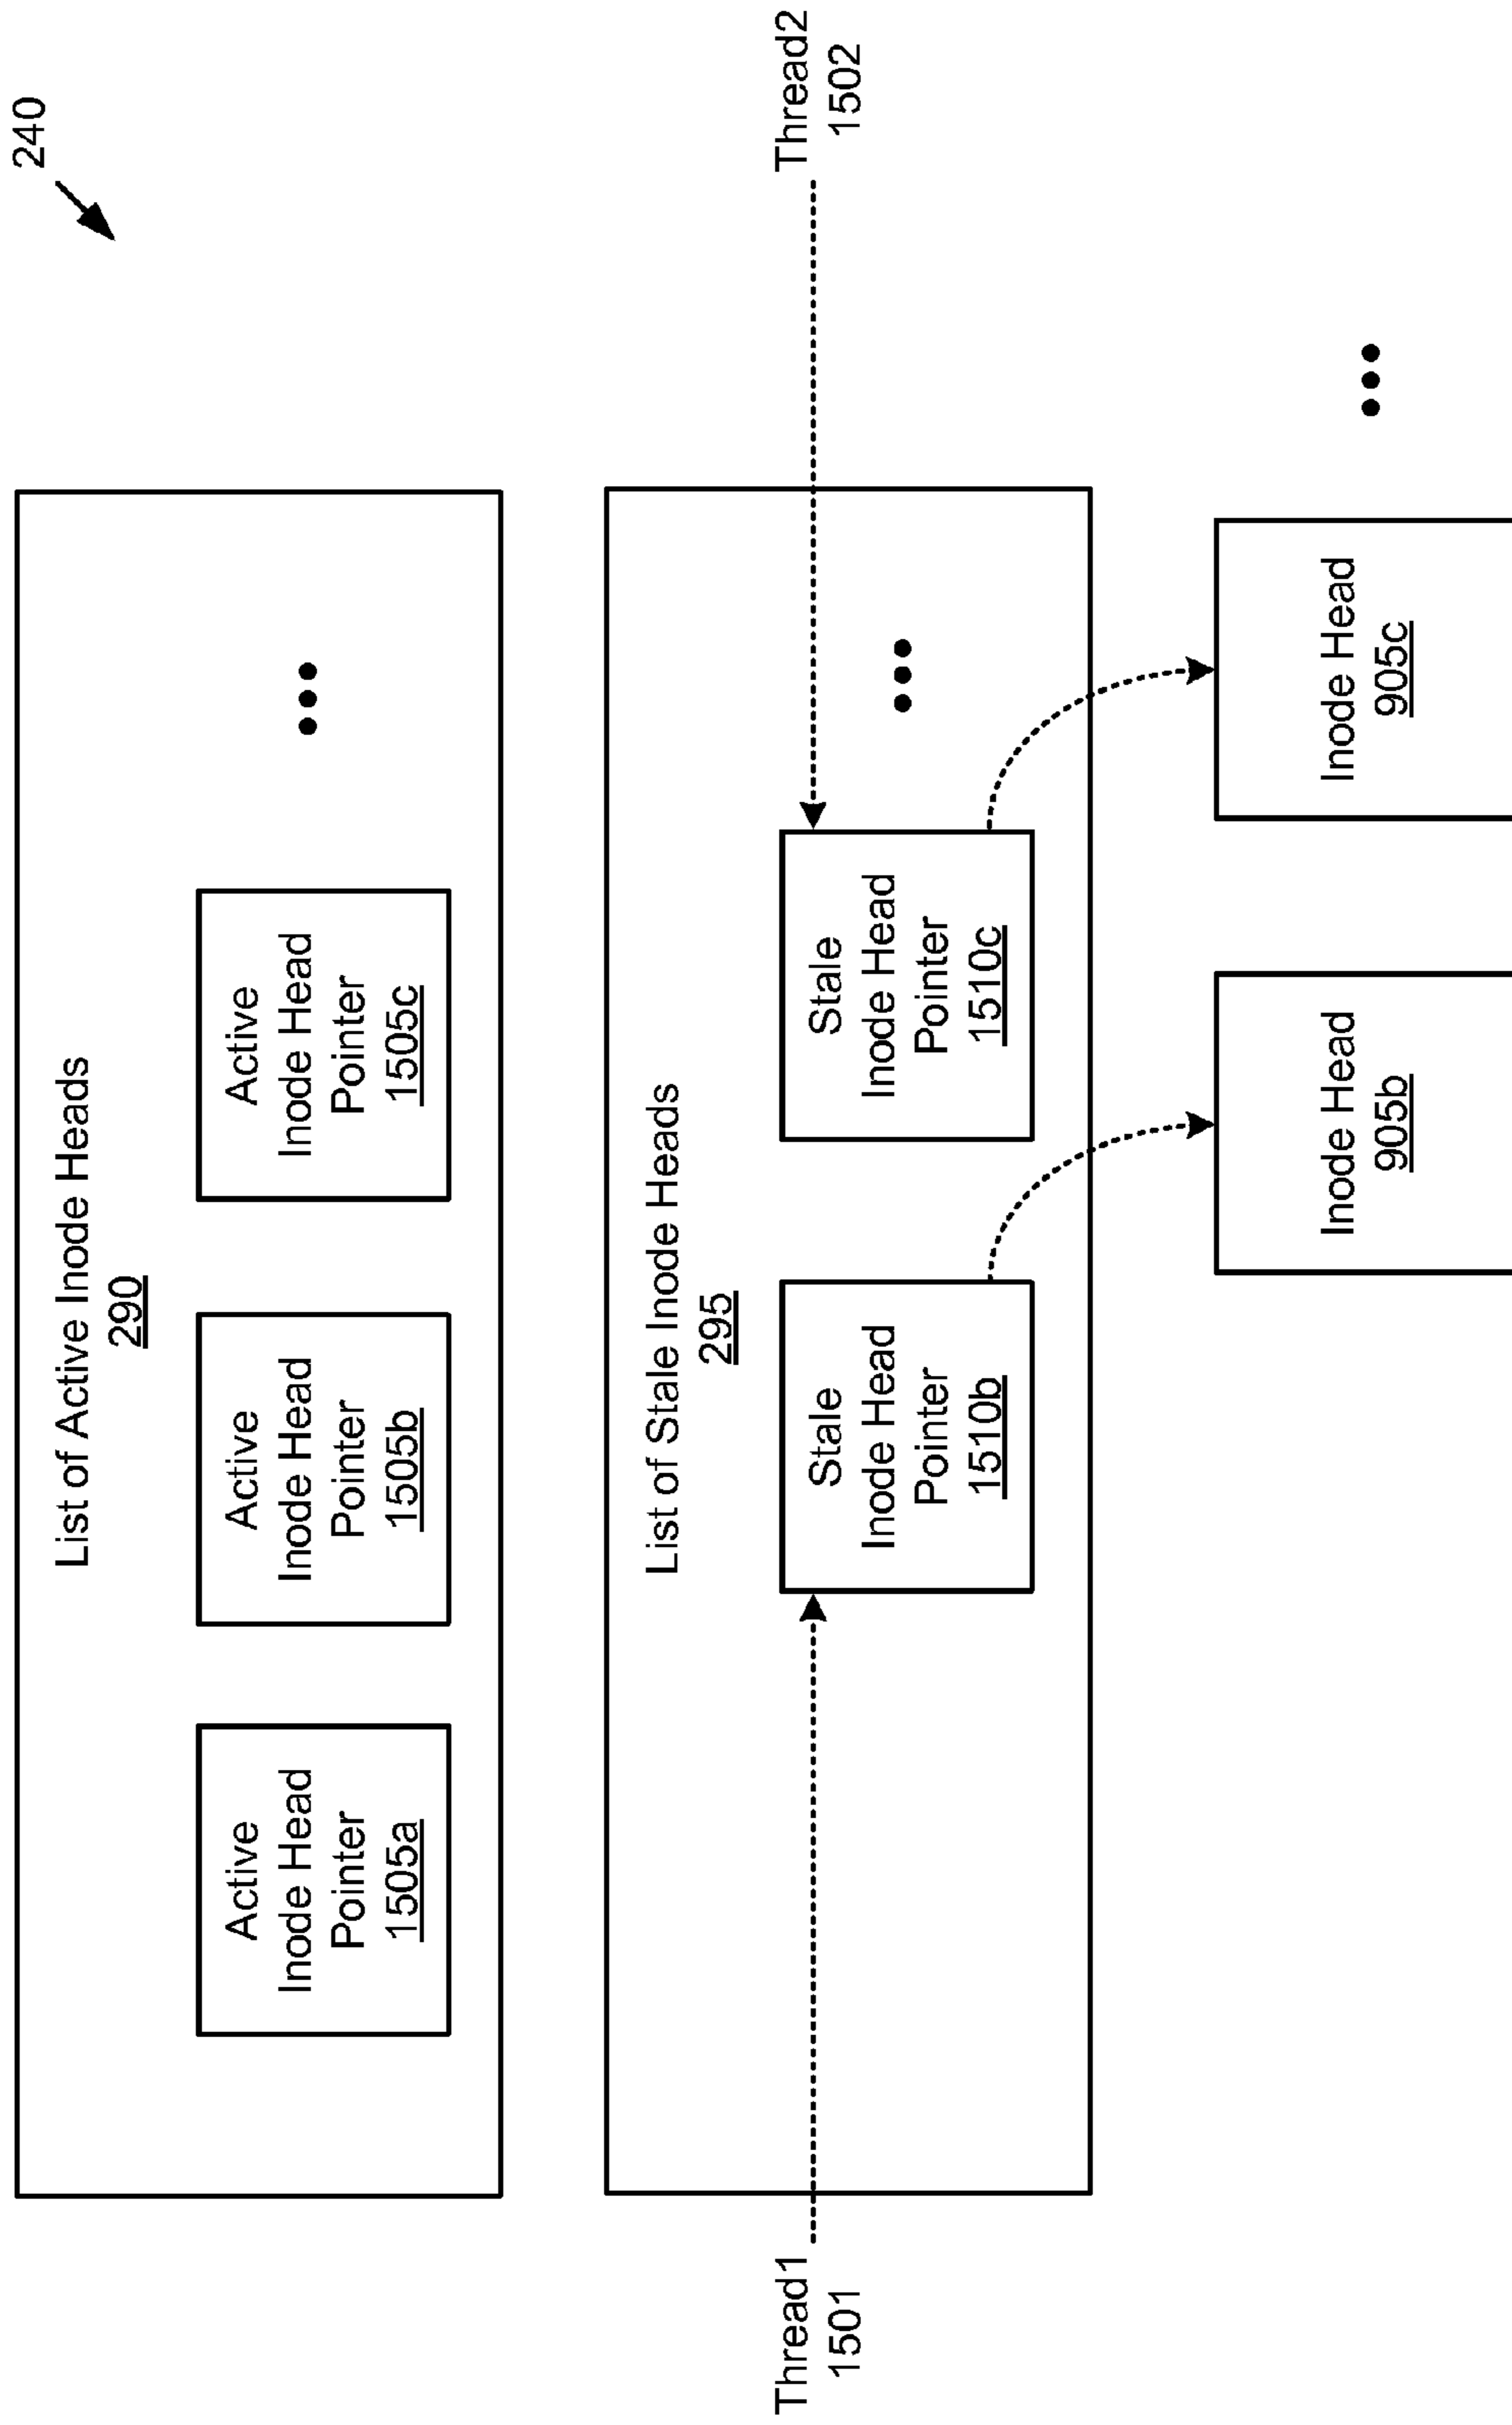 240
List of Active Inode Heads
290
Active
Inode Head
Pointer
1505a
Active
Inode Head
Pointer
1505b
Active
Inode Head
Pointer
1505c
List of Stale Inode Heads
295
Thread1
1501
Stale
Inode Head
Pointer
1510b
Stale
Inode Head
Pointer
1510c
Thread2
1502
Inode Head
905b
Inode Head
905c